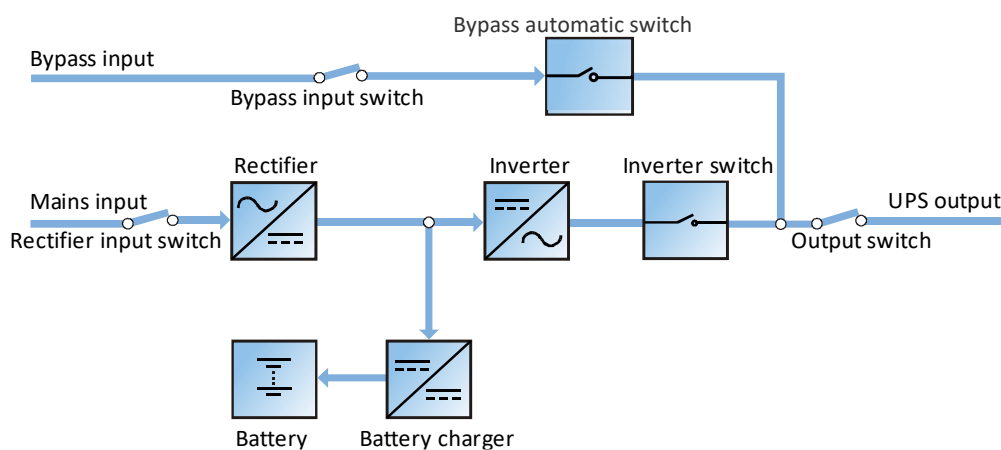 Bypass automatic switch
Bypass input
Bypass input switch
Rectifier
Inverter
Inverter switch
Mains input
UPS output
Rectifier input switch
Output switch
Battery
Battery charger